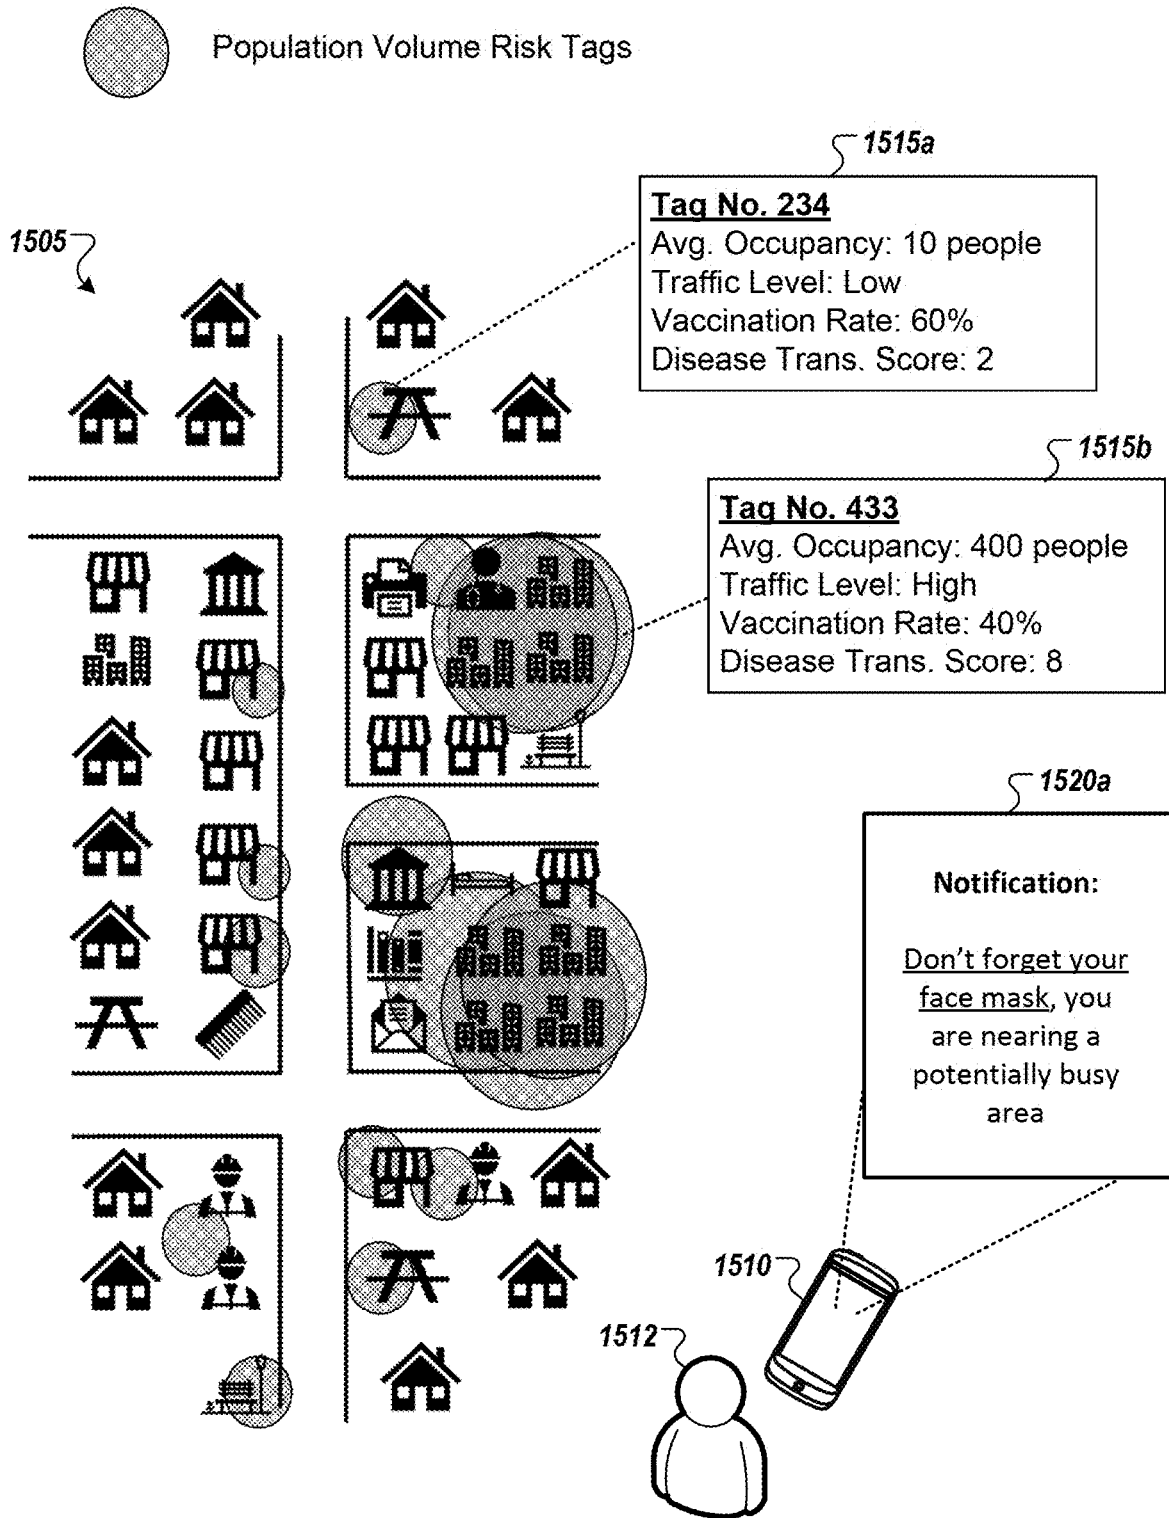 Population Volume Risk Tags
1515a
Tag No. 234
Avg. Occupancy: 10 people
Traffic Level: Low
Vaccination Rate: 60%
Disease Trans. Score: 2
1505
1515b
Tag No. 433
Avg. Occupancy: 400 people
Traffic Level: High
Vaccination Rate: 40%
Disease Trans. Score: 8
1520a
Notification:
Don't forget your
face mask, you
are nearing a
potentially busy
area
1510
1512